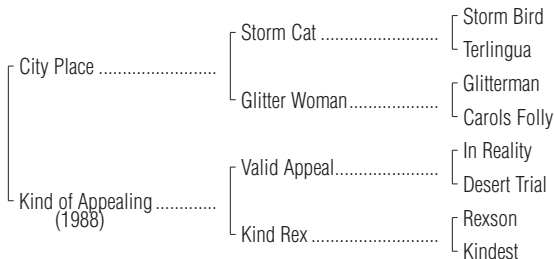 Storm Bird
Storm Cat ........................
Terlingua
City Place ........................
Glitterman
Glitter Woman...................
Carols Folly
In Reality
Valid Appeal......................
Desert Trial
Kind of Appealing.............
(1988)
Rexson
Kind Rex ..........................
Kindest